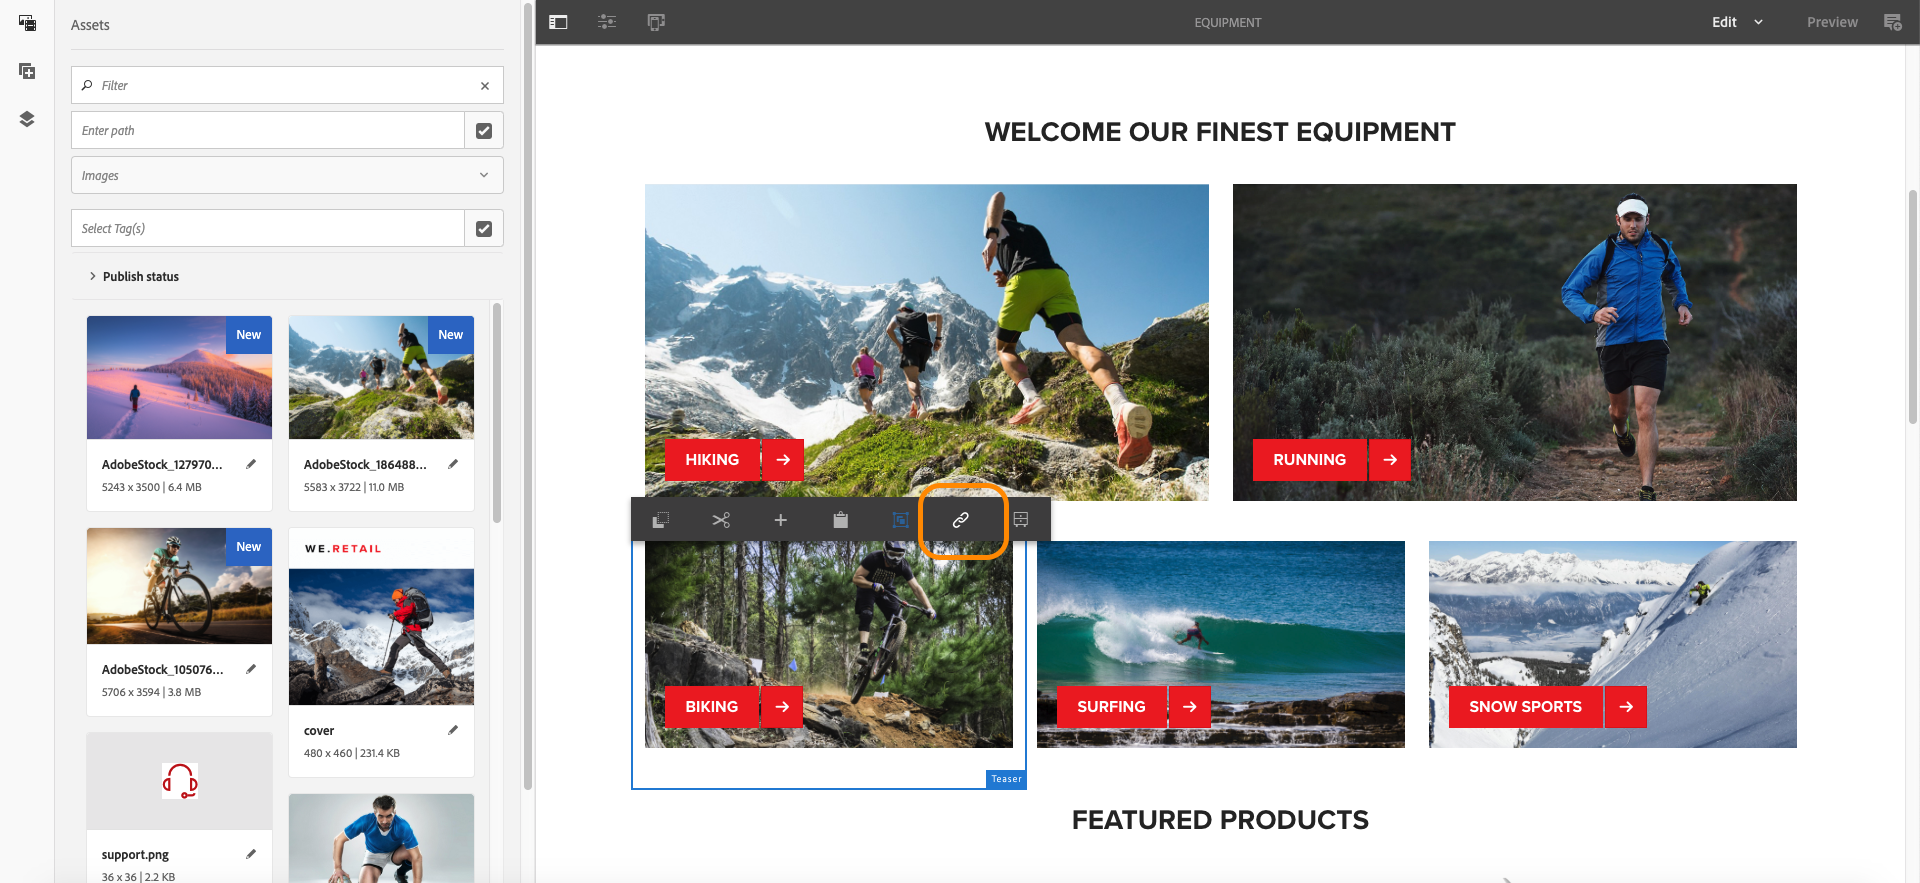 Assets
Filter
Enter path
Images
Select Tag(s)
Publish status
New
AdobeStock_127970...
5243 x 3500 | 6.4 MB
New
AdobeStock_186488...
5583 x 3722 | 11.0 MB
New
AdobeStock_105076...
5706 x 3594 | 3.8 MB
WE.RETAIL
cover
480 x 460 | 231.4 KB
support.png
36 x 36 | 2.2 KB
EQUIPMENT
Edit
Preview
WELCOME OUR FINEST EQUIPMENT
HIKING
RUNNING
BIKING
SURFING
SNOW SPORTS
Teaser
FEATURED PRODUCTS